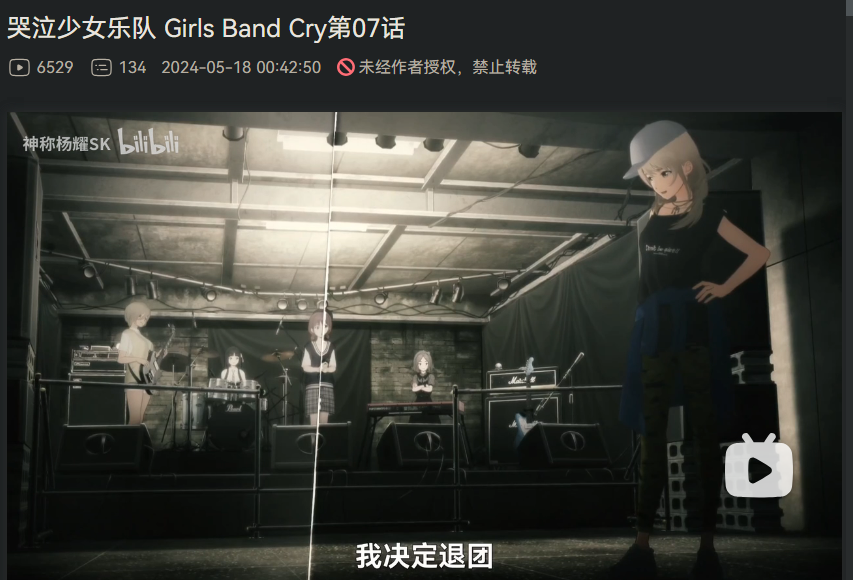 哭泣少女乐队 Girls Band Cry第07话
6529 134 2024-05-18 00:42:50 未经作者授权，禁止转载
神称杨耀SK bilibili
Marshall
我决定退团